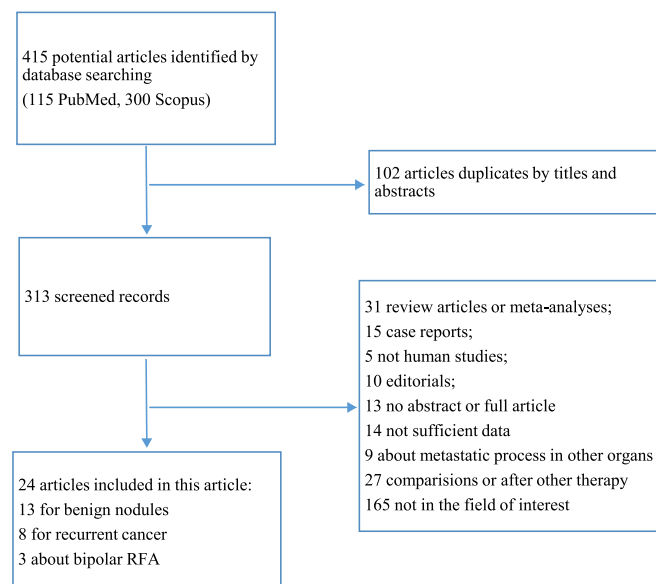 415 potential articles identified by
database searching
(115 PubMed, 300 Scopus)
102 articles duplicates by titles and
abstracts
313 screened records
31 review articles or meta-analyses;
15 case reports;
5 not human studies;
10 editorials;
13 no abstract or full article
14 not sufficient data
9 about metastatic process in other organs
27 comparisions or after other therapy
165 not in the field of interest
24 articles included in this article:
13 for benign nodules
8 for recurrent cancer
3 about bipolar RFA